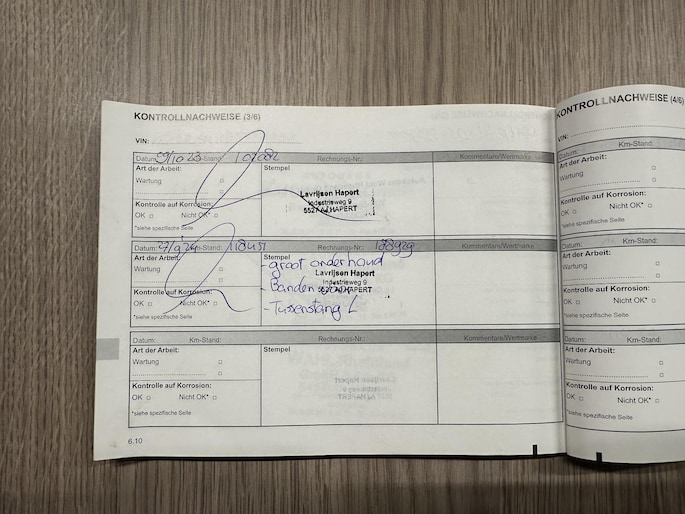 KONTROLLNACHWEISE (3/6)
VIN:
Datum: 9/10 23 Km-Stand: Rechnungs-Nr.: Kommentare/Wertmarke
Art der Arbeit: Stempel
Wartung
Lavrijsen Hapert
Industrieweg 9
5527 AJ HAPERT
Kontrolle auf Korrosion:
OK Nicht OK*
*siehe spezifische Seite
Datum: Km-Stand: 118451 Rechnungs-Nr.: Kommentare/Wertmarke
Art der Arbeit: Stempel
- groot onderhoud
Wartung
Lavrijsen Hapert
Industrieweg 9
- Banden
5527 AJ HAPERT
Kontrolle auf Korrosion:
OK Nicht OK*
- Tussenstang L
*siehe spezifische Seite
Datum: Km-Stand: Rechnungs-Nr.: Kommentare/Wertmarke
Art der Arbeit: Stempel
Wartung
Kontrolle auf Korrosion:
OK Nicht OK*
*siehe spezifische Seite
6.10
KONTROLLNACHWEISE (4/6)
VIN:
Datum: Km-Stand:
Art der Arbeit:
Wartung
Kontrolle auf Korrosion:
OK Nicht OK*
*siehe spezifische Seite
Datum: Km-Stand:
Art der Arbeit:
Wartung
Kontrolle auf Korrosion:
OK Nicht OK*
*siehe spezifische Seite
Datum: Km-Stand:
Art der Arbeit:
Wartung
Kontrolle auf Korrosion:
OK Nicht OK*
*siehe spezifische Seite